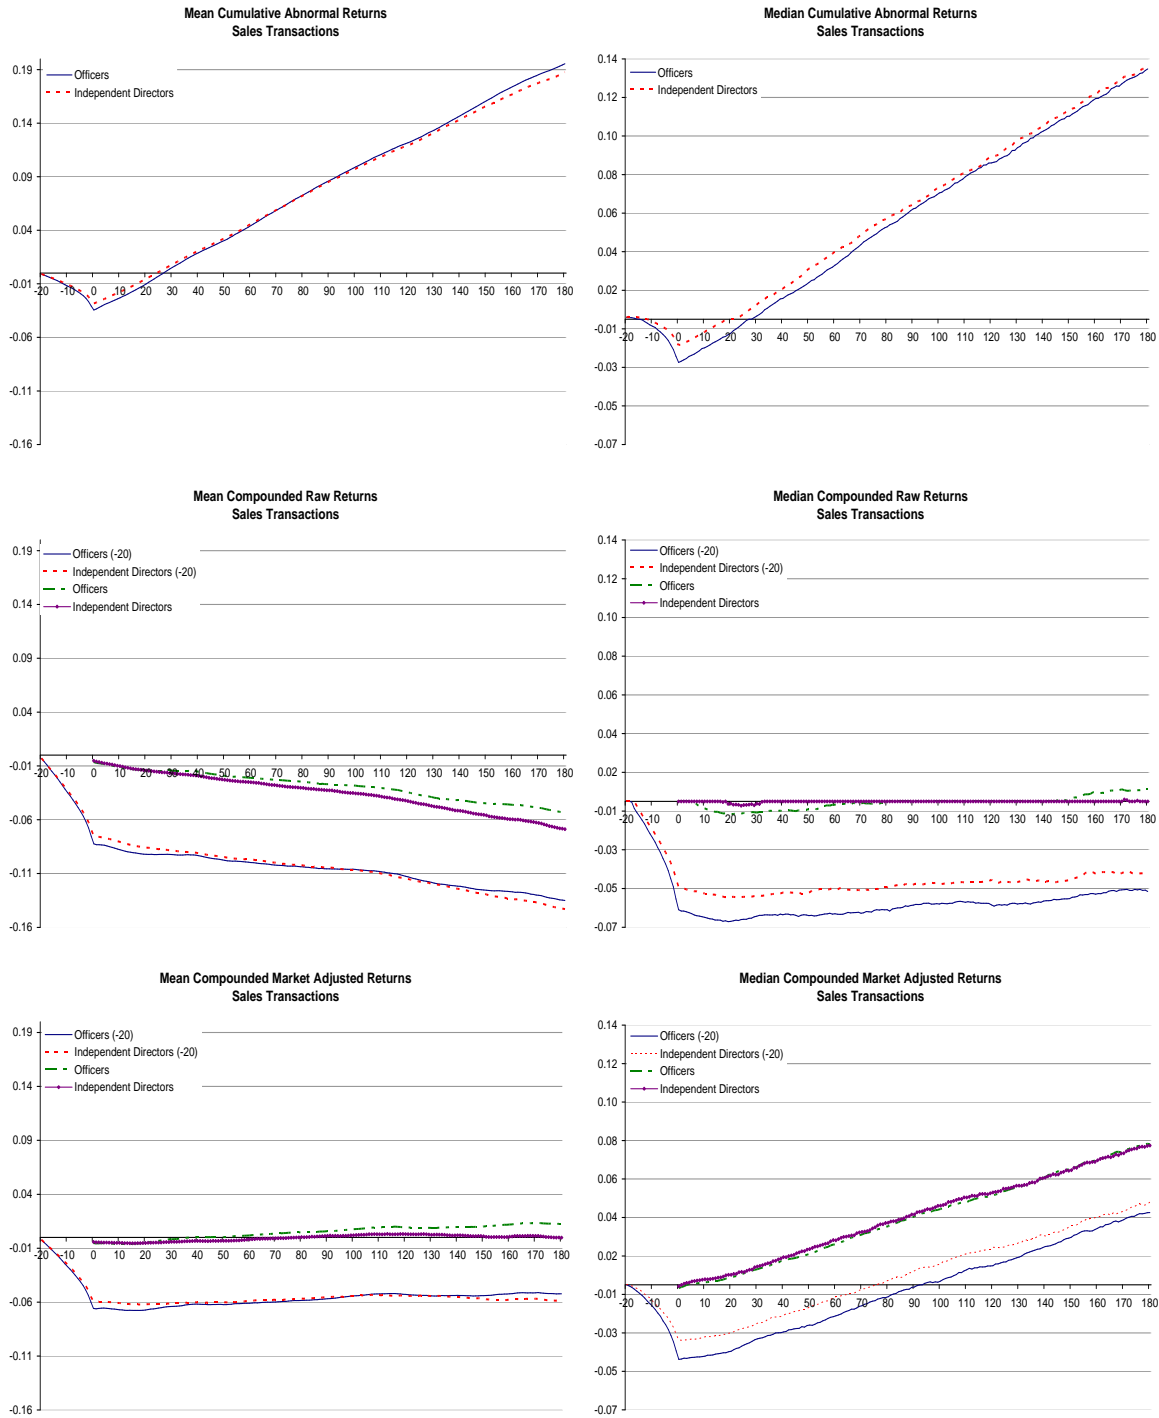 Mean Cumulative Abnormal Returns
Sales Transactions
0.19
Officers
Independent Directors
0.14
0.09
0.04
-0.01
-20 -10 0 10 20 30 40 50 60 70 80 90 100 110 120 130 140 150 160 170 180
-0.06
-0.11
-0.16
Median Cumulative Abnormal Returns
Sales Transactions
0.14
Officers
Independent Directors
0.12
0.10
0.08
0.06
0.04
0.02
-0.01
-20 -10 0 10 20 30 40 50 60 70 80 90 100 110 120 130 140 150 160 170 180
-0.03
-0.05
-0.07
Mean Compounded Raw Returns
Sales Transactions
0.19
Officers (-20)
Independent Directors (-20)
Officers
Independent Directors
0.14
0.09
0.04
-0.01
-20 -10 0 10 20 30 40 50 60 70 80 90 100 110 120 130 140 150 160 170 180
-0.06
-0.11
-0.16
Median Compounded Raw Returns
Sales Transactions
0.14
Officers (-20)
Independent Directors (-20)
0.12
Officers
Independent Directors
0.10
0.08
0.06
0.04
0.02
-0.01
-20 -10 0 10 20 30 40 50 60 70 80 90 100 110 120 130 140 150 160 170 180
-0.03
-0.05
-0.07
Mean Compounded Market Adjusted Returns
Sales Transactions
0.19
Officers (-20)
Independent Directors (-20)
Officers
Independent Directors
0.14
0.09
0.04
-0.01
-20 -10 0 10 20 30 40 50 60 70 80 90 100 110 120 130 140 150 160 170 180
-0.06
-0.11
-0.16
Median Compounded Market Adjusted Returns
Sales Transactions
0.14
Officers (-20)
Independent Directors (-20)
0.12
Officers
Independent Directors
0.10
0.08
0.06
0.04
0.02
-0.01
-20 -10 0 10 20 30 40 50 60 70 80 90 100 110 120 130 140 150 160 170 180
-0.03
-0.05
-0.07